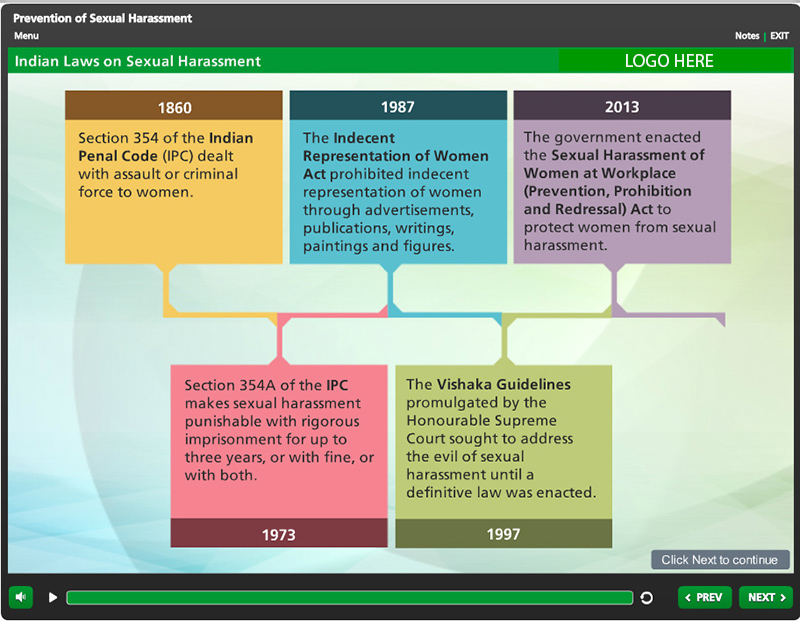 Prevention of Sexual Harassment
Menu
Notes | EXIT
Indian Laws on Sexual Harassment
LOGO HERE
1860
Section 354 of the Indian
Penal Code (IPC) dealt
with assault or criminal
force to women.
1987
The Indecent
Representation of Women
Act prohibited indecent
representation of women
through advertisements,
publications, writings,
paintings and figures.
2013
The government enacted
the Sexual Harassment of
Women at Workplace
(Prevention, Prohibition
and Redressal) Act to
protect women from sexual
harassment.
Section 354A of the IPC
makes sexual harassment
punishable with rigorous
imprisonment for up to
three years, or with fine, or
with both.
1973
The Vishaka Guidelines
promulgated by the
Honourable Supreme
Court sought to address
the evil of sexual
harassment until a
definitive law was enacted.
1997
Click Next to continue
PREV
NEXT